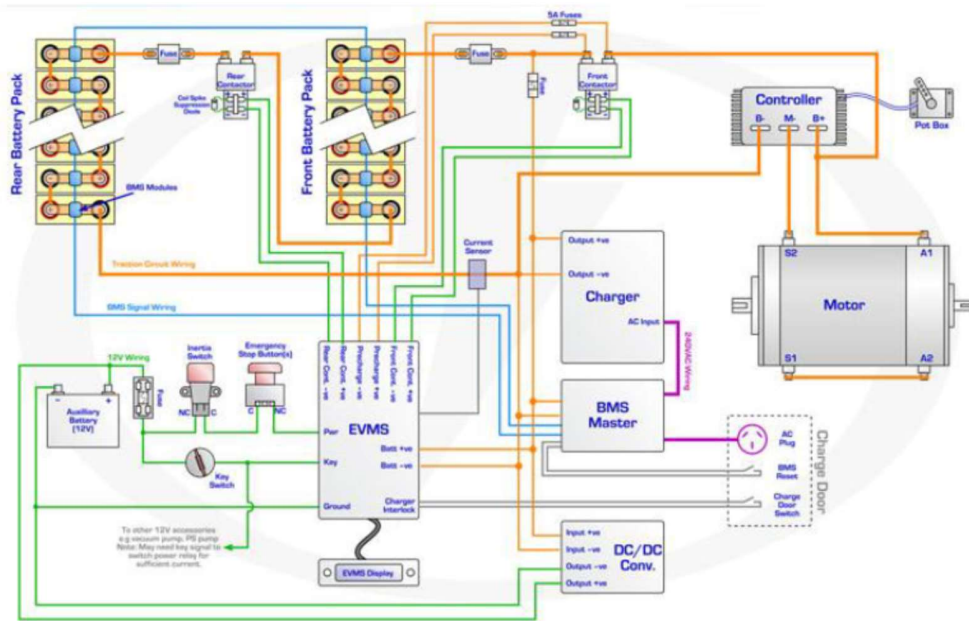 5A Fuses
Rear Battery Pack
Fuse
Rear
Contactor
Coil Spike
Suppression
Diode
BMS Modules
Front Battery Pack
Fuse
Fuse
Front
Contactor
Controller
B-
M-
B+
Pot Box
Traction Circuit Wiring
BMS Signal Wiring
Current
Sensor
Output +ve
Output -ve
Charger
AC Input
240VAC Wiring
S2
A1
Motor
S1
A2
12V Wiring
Inertia
Switch
Emergency
Stop Button(s)
-
+
Auxiliary
Battery
(12V)
Fuse
NC
C
C
NC
Key
Switch
To other 12V accessories
e.g vacuum pump, PS pump
Note: May need key signal to
switch power relay for
sufficient current.
Rear Cont. -ve
Rear Cont. +ve
Precharge -ve
Precharge +ve
Front Cont. -ve
Front Cont. +ve
EVMS
Pwr
Batt +ve
Key
Batt -ve
Ground
Charger
Interlock
EVMS Display
BMS
Master
AC
Plug
BMS
Reset
Charge
Door
Switch
Charge Door
Input +ve
Input -ve
Output -ve
Output +ve
DC/DC
Conv.